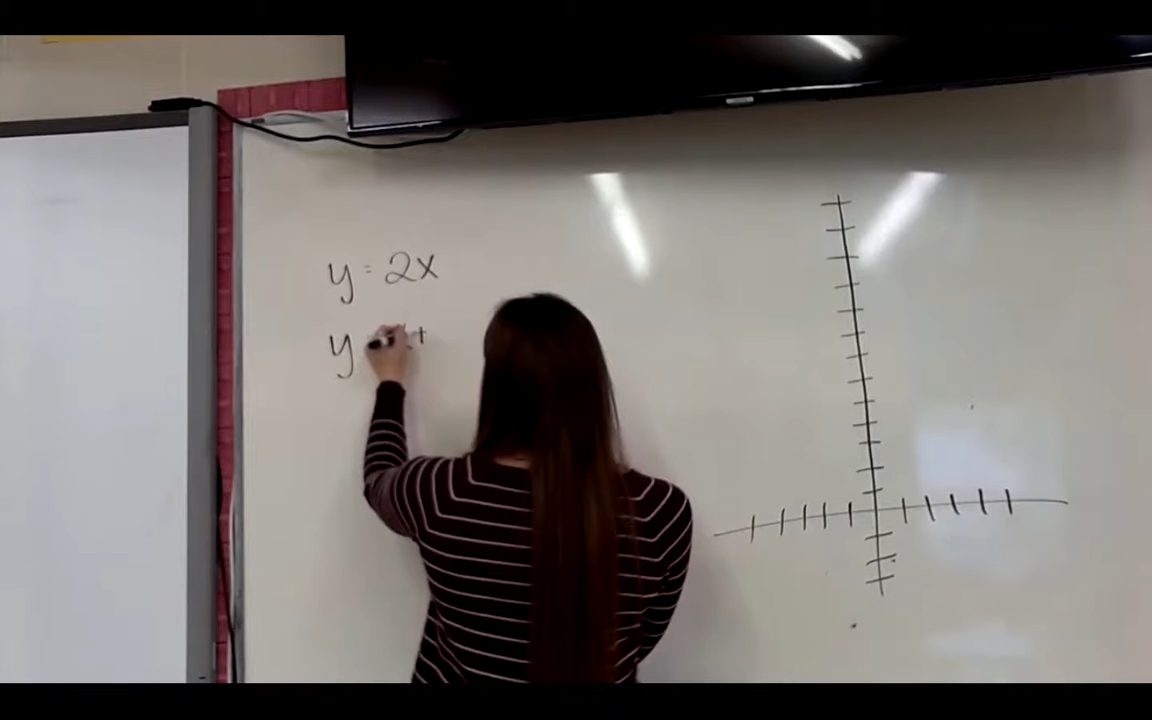 y = 2x
y